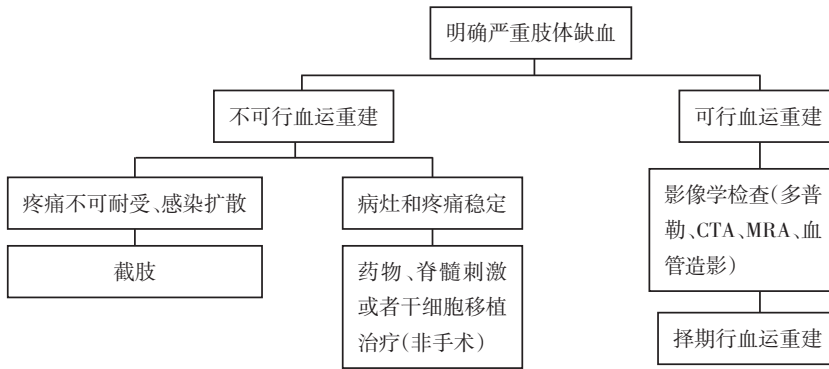 明确严重肢体缺血
不可行血运重建
可行血运重建
疼痛不可耐受、感染扩散
病灶和疼痛稳定
影像学检查(多普
勒、CTA、MRA、血
管造影)
截肢
药物、脊髓刺激
或者干细胞移植
治疗(非手术)
择期行血运重建